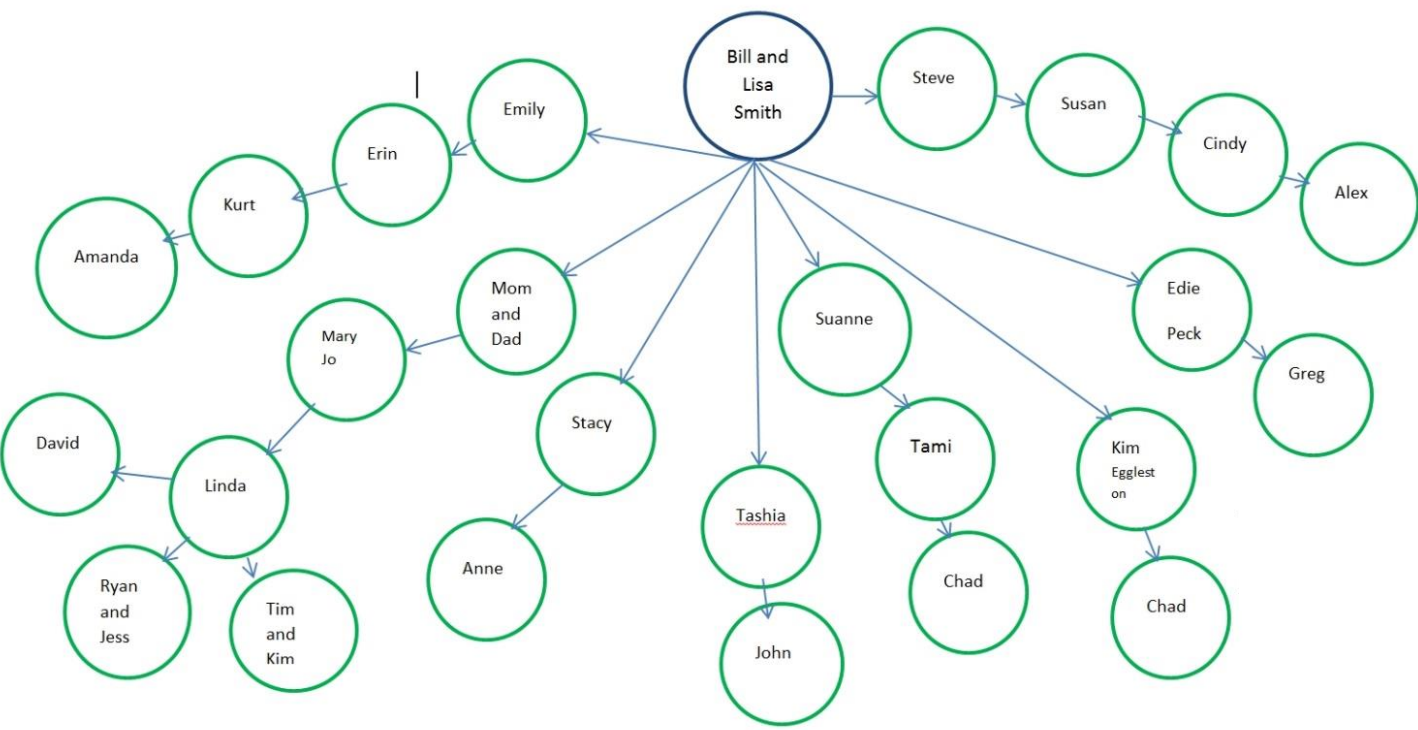 Bill and
Lisa
Smith
Steve
Susan
Cindy
Alex
Emily
Erin
Kurt
Amanda
Mom
and
Dad
Mary
Jo
Linda
David
Ryan
and
Jess
Tim
and
Kim
Stacy
Anne
Tashia
John
Suanne
Tami
Chad
Kim
Egglest
on
Chad
Edie
Peck
Greg